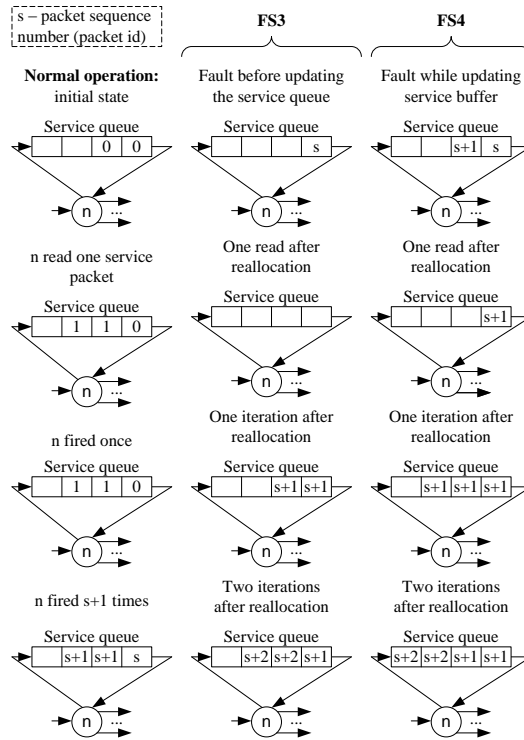 s – packet sequence
number (packet id)
FS3
FS4
Normal operation:
initial state
Fault before updating
the service queue
Fault while updating
service buffer
Service queue
0 0
n
...
Service queue
s
n
...
Service queue
s+1 s
n
...
n read one service
packet
One read after
reallocation
One read after
reallocation
Service queue
1 1 0
n
...
Service queue
n
...
Service queue
s+1
n
...
n fired once
One iteration after
reallocation
One iteration after
reallocation
Service queue
1 1 0
n
...
Service queue
s+1 s+1
n
...
Service queue
s+1 s+1 s+1
n
...
n fired s+1 times
Two iterations
after reallocation
Two iterations
after reallocation
Service queue
s+1 s+1 s
n
...
Service queue
s+2 s+2 s+1
n
...
Service queue
s+2 s+2 s+1 s+1
n
...